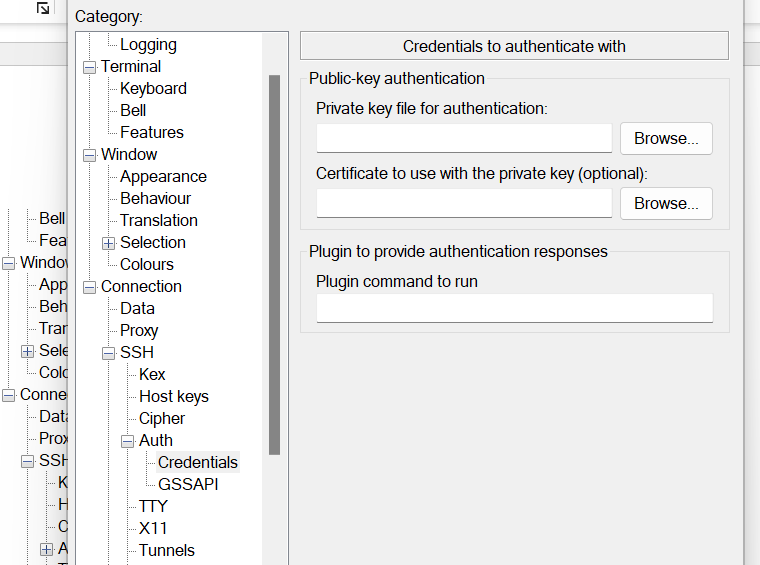 Category:
Logging
Terminal
Keyboard
Bell
Features
Window
Appearance
Behaviour
Translation
Selection
Colours
Connection
Data
Proxy
SSH
Kex
Host keys
Cipher
Auth
Credentials
GSSAPI
TTY
X11
Tunnels
Credentials to authenticate with
Public-key authentication
Private key file for authentication:
Browse...
Certificate to use with the private key (optional):
Browse...
Plugin to provide authentication responses
Plugin command to run
Bell